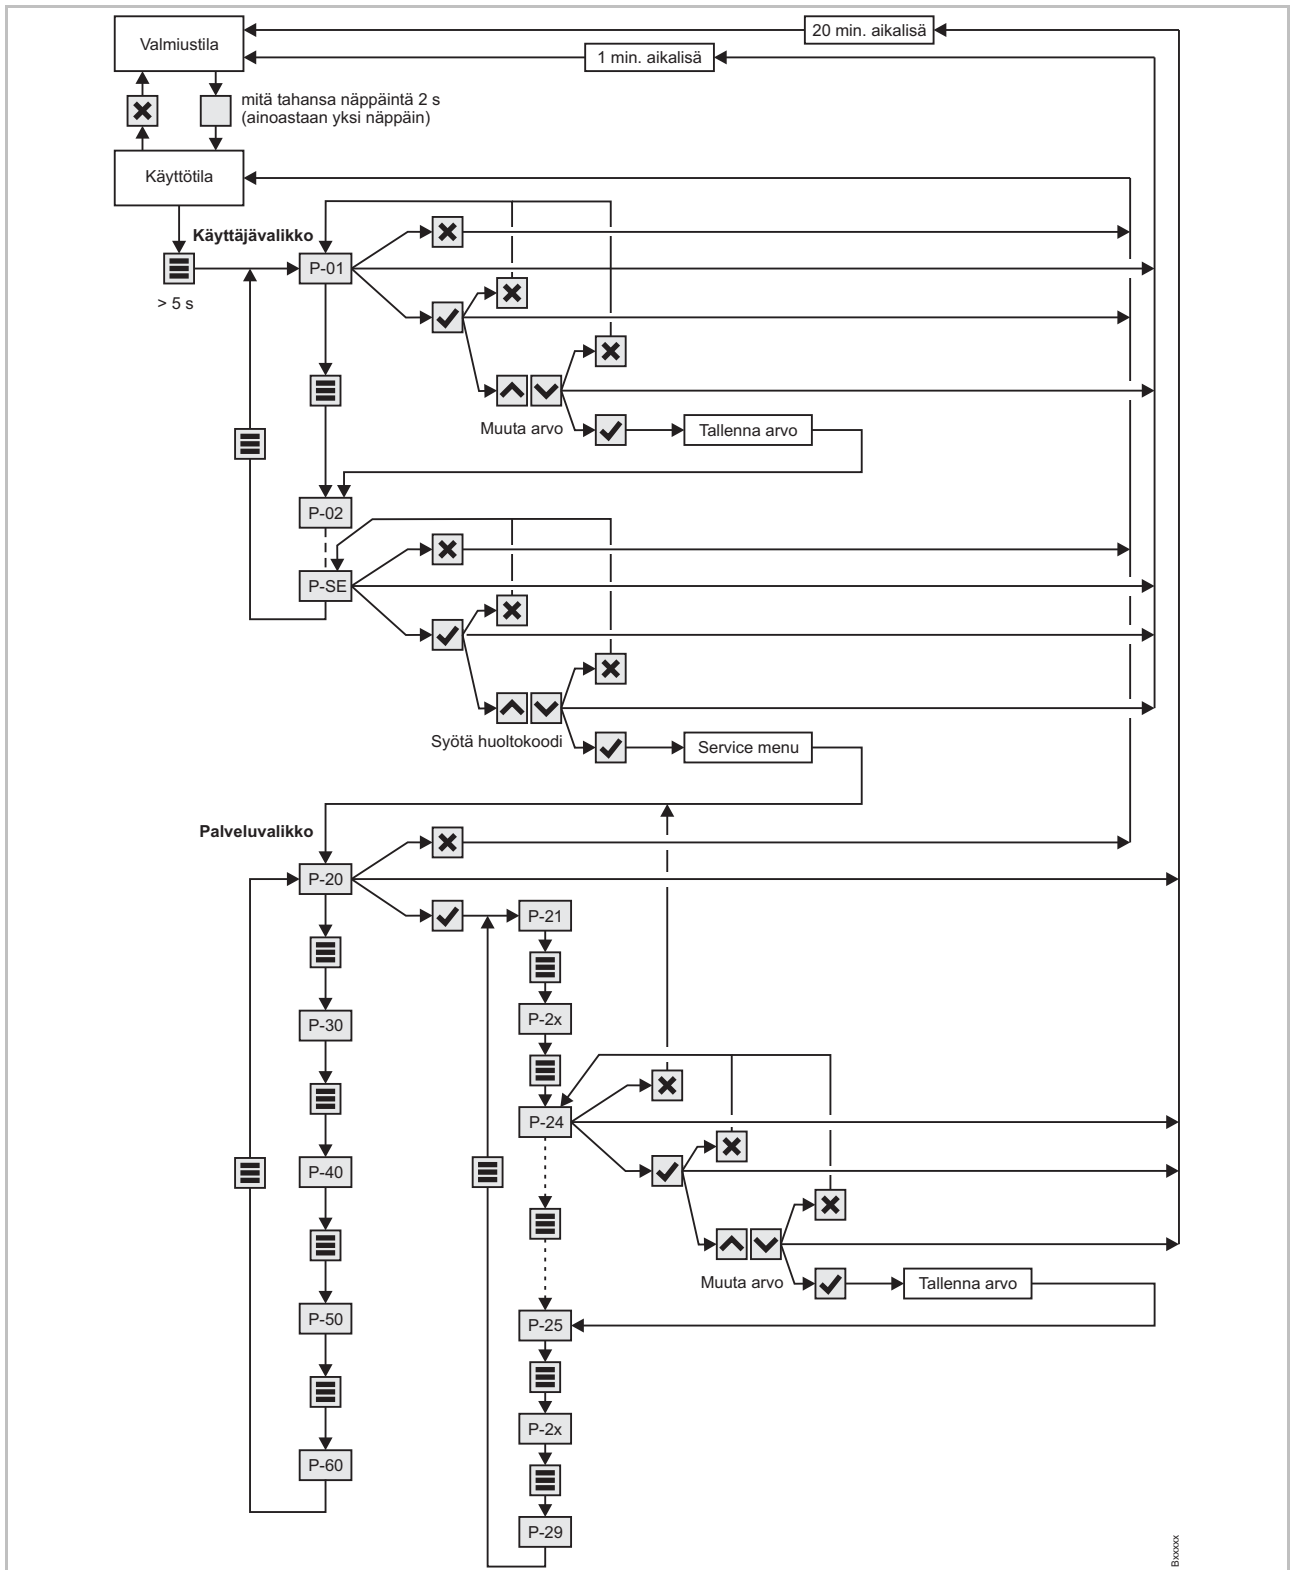 20 min. aikalisä
Valmiustila
1 min. aikalisä
mitä tahansa näppäintä 2 s
(ainoastaan yksi näppäin)
Käyttötila
Käyttäjävalikko
P-01
> 5 s
Muuta arvo
Tallenna arvo
P-02
P-SE
Syötä huoltokoodi
Service menu
Palveluvalikko
P-20
P-21
P-2x
P-30
P-24
P-40
Muuta arvo
Tallenna arvo
P-50
P-25
P-2x
P-60
P-29
Bxxxxx